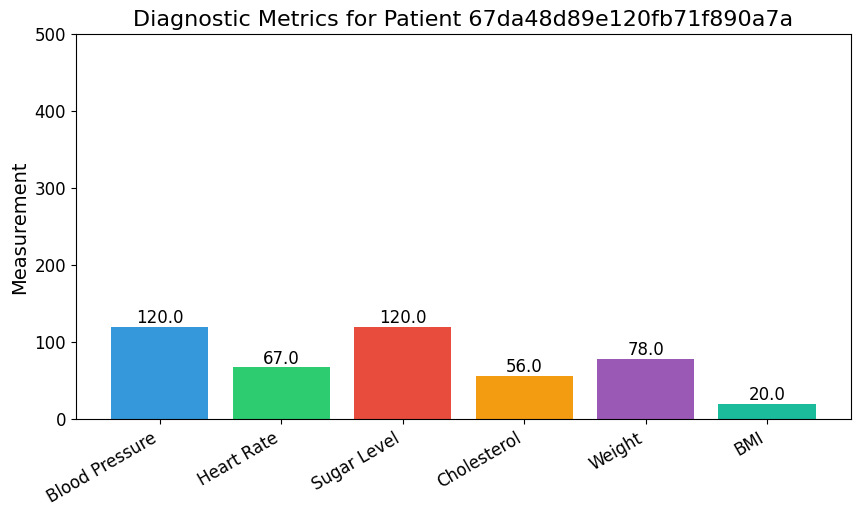 Diagnostic Metrics for Patient 67da48d89e120fb71f890a7a
Measurement
500
400
300
200
100
0
120.0
67.0
120.0
56.0
78.0
20.0
Blood Pressure
Heart Rate
Sugar Level
Cholesterol
Weight
BMI